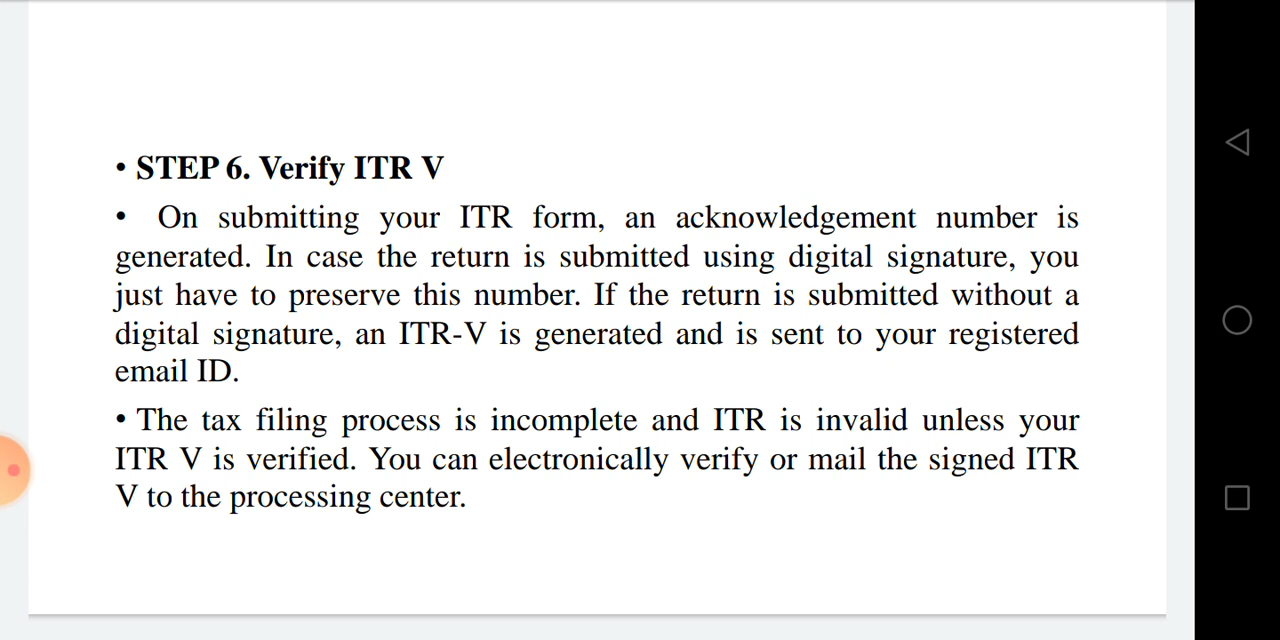 • STEP 6. Verify ITR V
• On submitting your ITR form, an acknowledgement number is
generated. In case the return is submitted using digital signature, you
just have to preserve this number. If the return is submitted without a
digital signature, an ITR-V is generated and is sent to your registered
email ID.
• The tax filing process is incomplete and ITR is invalid unless your
ITR V is verified. You can electronically verify or mail the signed ITR
V to the processing center.